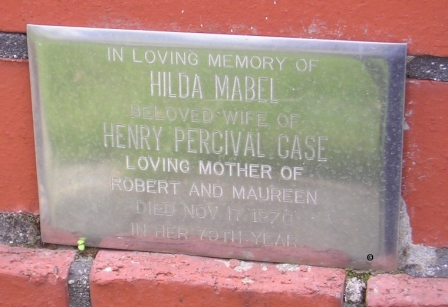 IN LOVING MEMORY OF
HILDA MABEL
BELOVED WIFE OF
HENRY PERCIVAL CASE
LOVING MOTHER OF
ROBERT AND MAUREEN
DIED NOV 17, 1970
IN HER 79TH YEAR